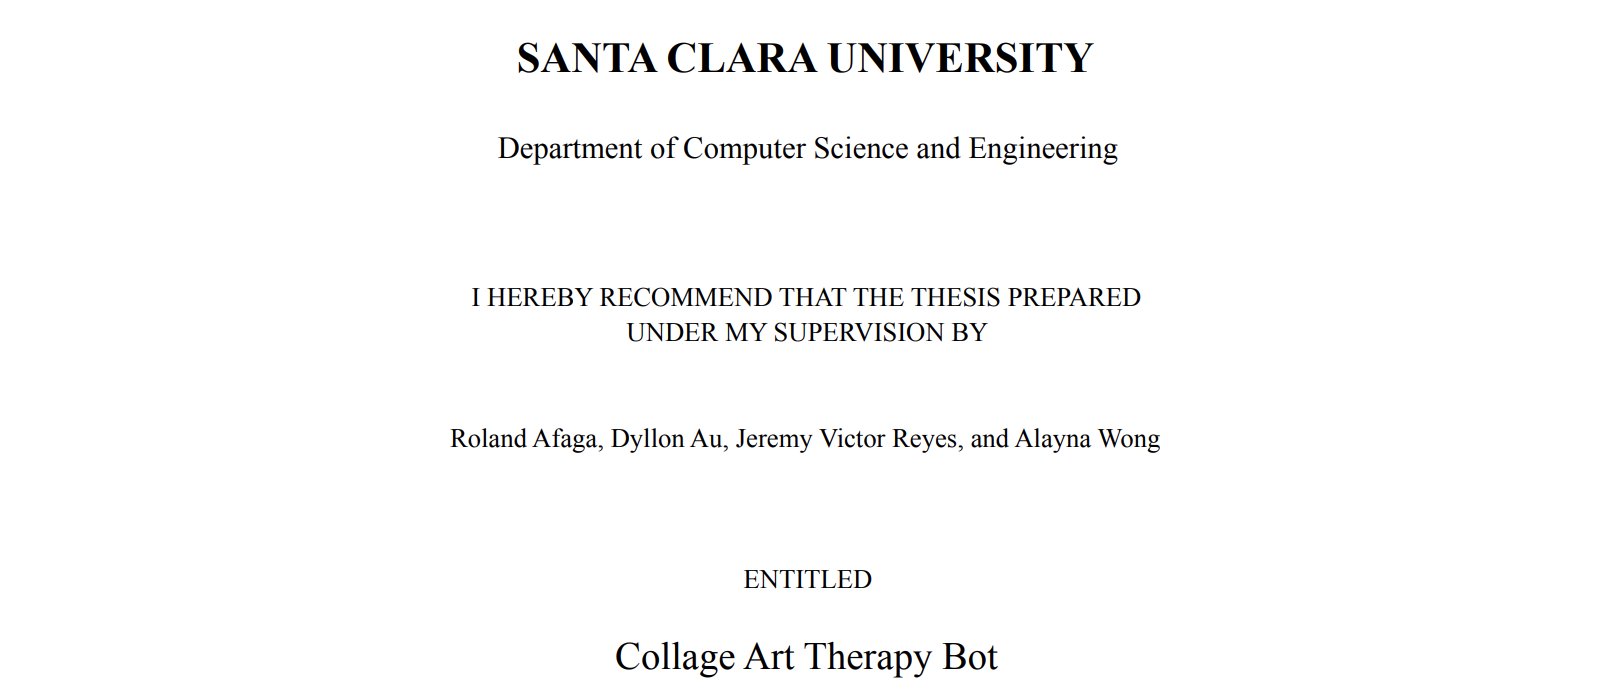 SANTA CLARA UNIVERSITY
Department of Computer Science and Engineering
I HEREBY RECOMMEND THAT THE THESIS PREPARED
UNDER MY SUPERVISION BY
Roland Afaga, Dyllon Au, Jeremy Victor Reyes, and Alayna Wong
ENTITLED
Collage Art Therapy Bot